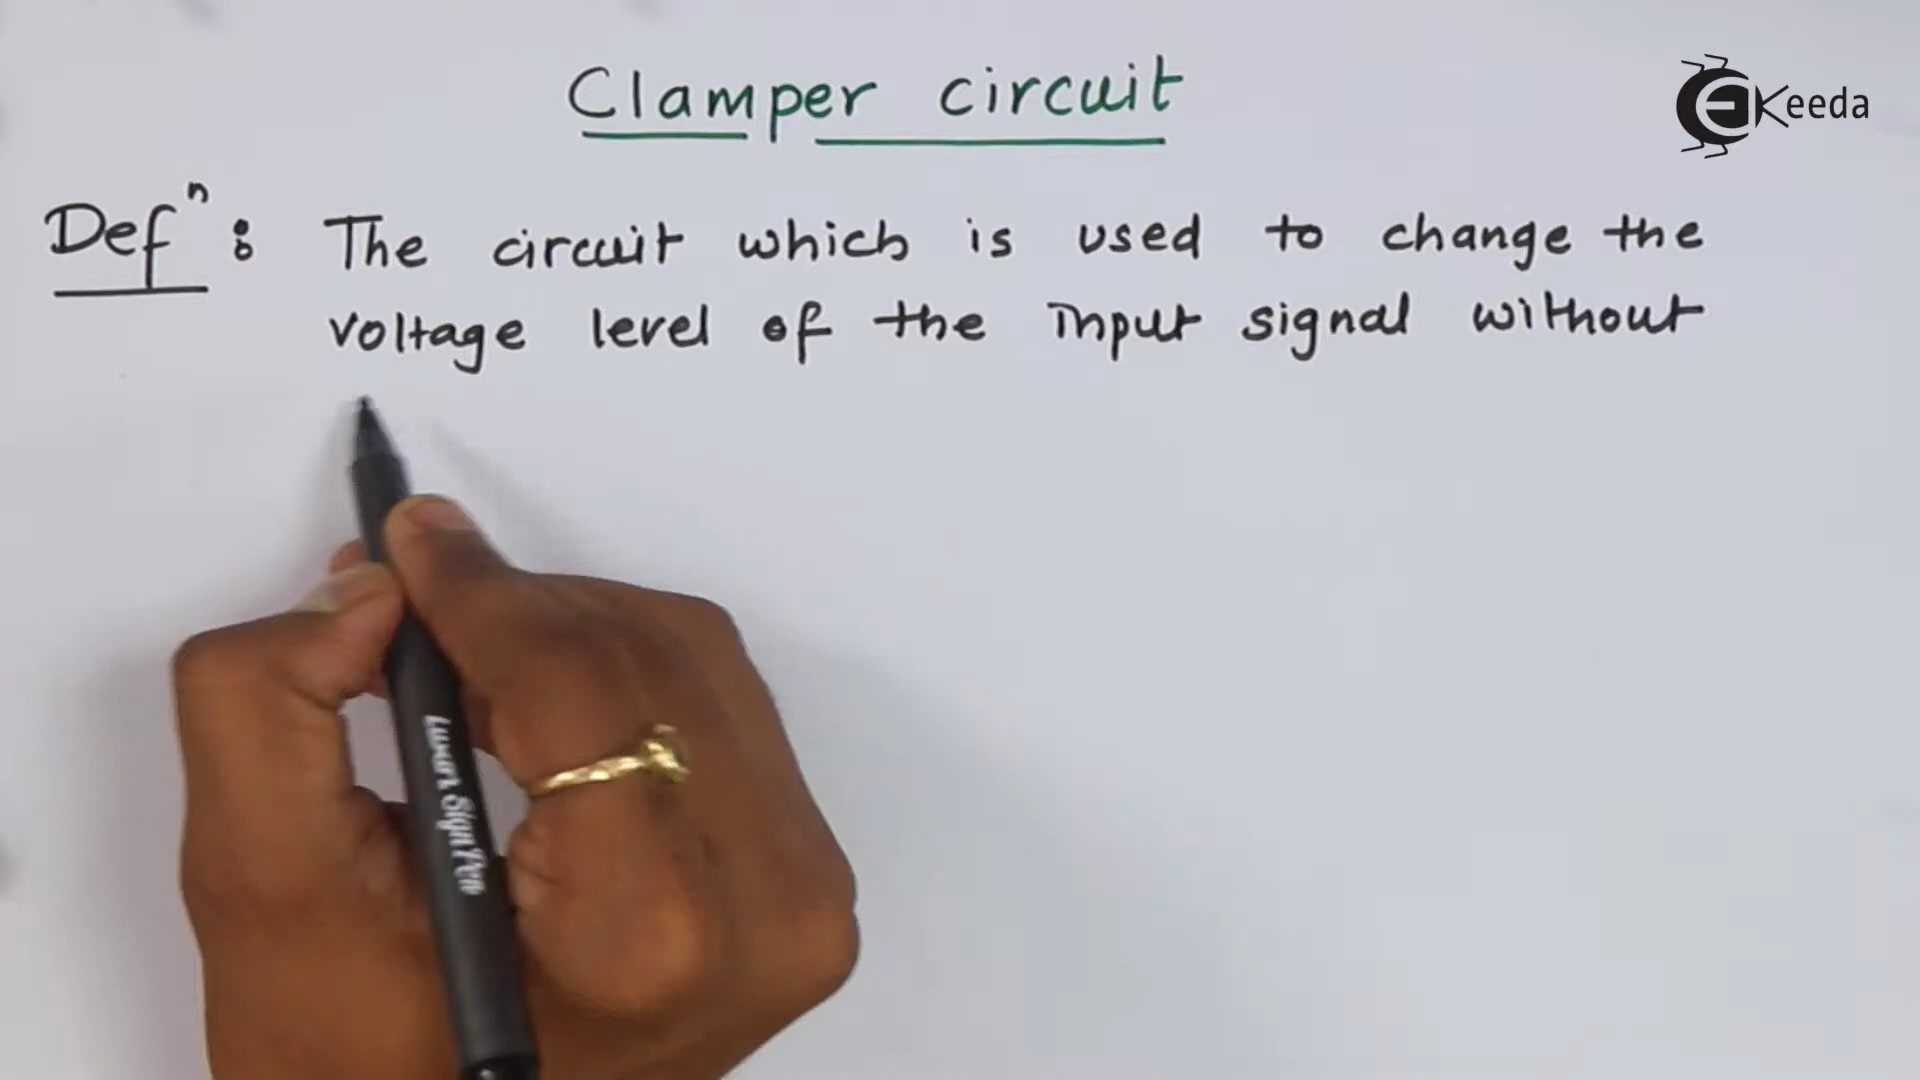 Clamper circuit
EKeeda
Defⁿ : The circuit which is used to change the
voltage level of the input signal without
Luxor Sign Pen